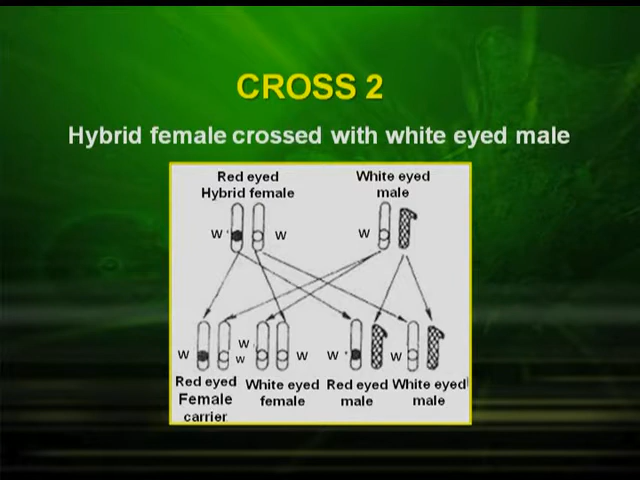 CROSS 2
Hybrid female crossed with white eyed male
Red eyed
Hybrid female
White eyed
male
W W W
W W W W W
Red eyed
Female
carrier
White eyed
female
Red eyed
male
White eyed
male